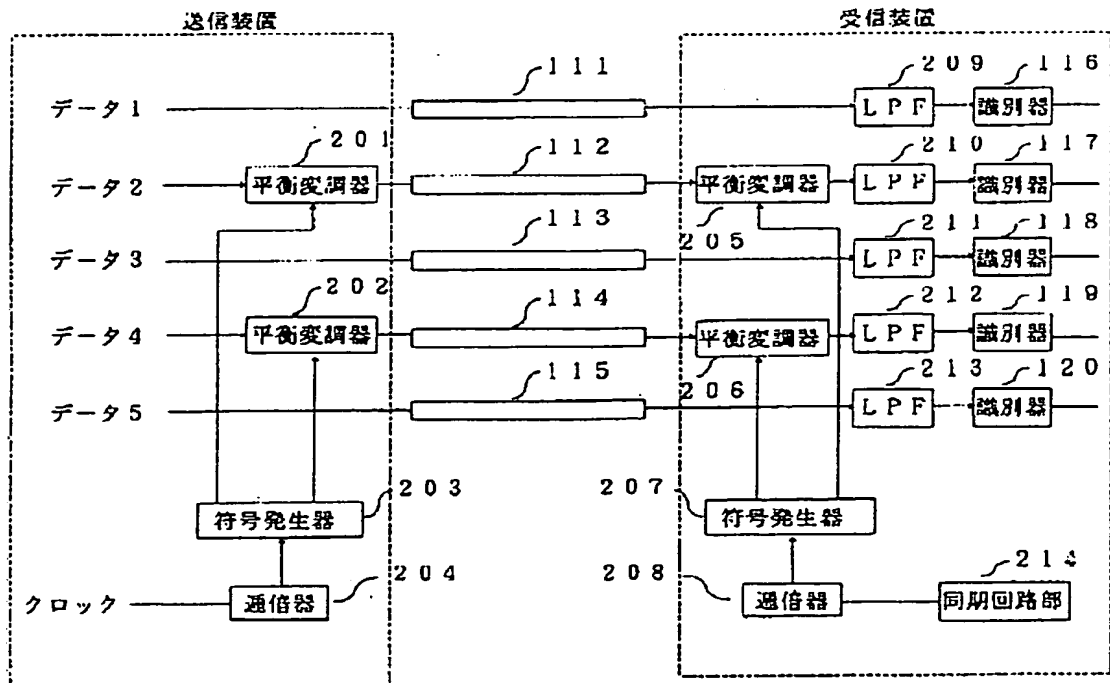 送信装置
受信装置
111
209
116
データ1
LPF
識別器
201
112
210
117
データ2
平衡変調器
平衡変調器
LPF
識別器
113
205
211
118
データ3
LPF
識別器
202
114
212
119
データ4
平衡変調器
平衡変調器
LPF
識別器
115
206
213
120
データ5
LPF
識別器
203
207
符号発生器
符号発生器
204
208
214
クロック
逓倍器
逓倍器
同期回路部